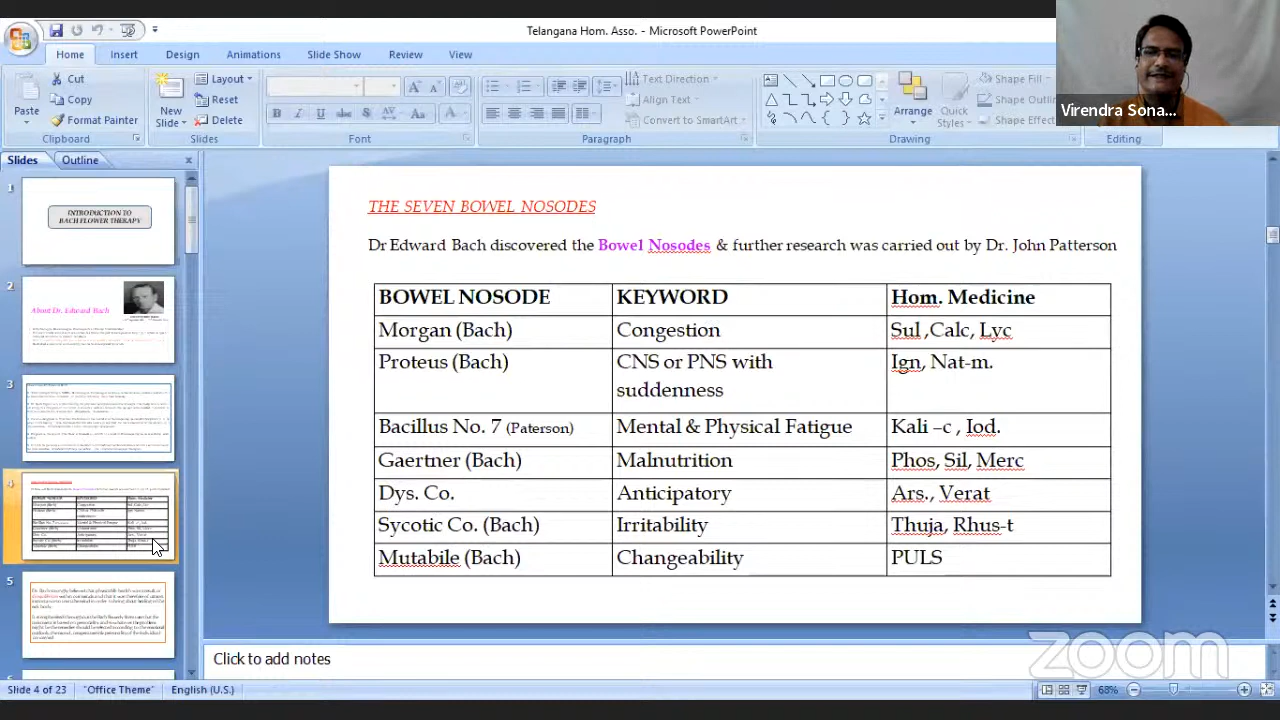 Telangana Hom. Asso. - Microsoft PowerPoint
Home Insert Design Animations Slide Show Review View
Cut
Copy
Format Painter
Paste
Clipboard
New Slide
Layout
Reset
Delete
Slides
Font
Text Direction
Align Text
Convert to SmartArt
Paragraph
Arrange
Quick Styles
Shape Fill
Shape Outli
Shape Effec
Drawing
Editing
Virendra Sona...
Slides Outline
1
INTRODUCTION TO
BACH FLOWER THERAPY
2
About Dr. Edward Bach
3
4
5
THE SEVEN BOWEL NOSODES
Dr Edward Bach discovered the Bowel Nosodes & further research was carried out by Dr. John Patterson
BOWEL NOSODE KEYWORD Hom. Medicine
Morgan (Bach) Congestion Sul ,Calc, Lyc
Proteus (Bach) CNS or PNS with Ign, Nat-m.
suddenness
Bacillus No. 7 (Paterson) Mental & Physical Fatigue Kali –c , Iod.
Gaertner (Bach) Malnutrition Phos, Sil, Merc
Dys. Co. Anticipatory Ars., Verat
Sycotic Co. (Bach) Irritability Thuja, Rhus-t
Mutabile (Bach) Changeability PULS
Click to add notes
zoom
Slide 4 of 23 "Office Theme" English (U.S.) 68%